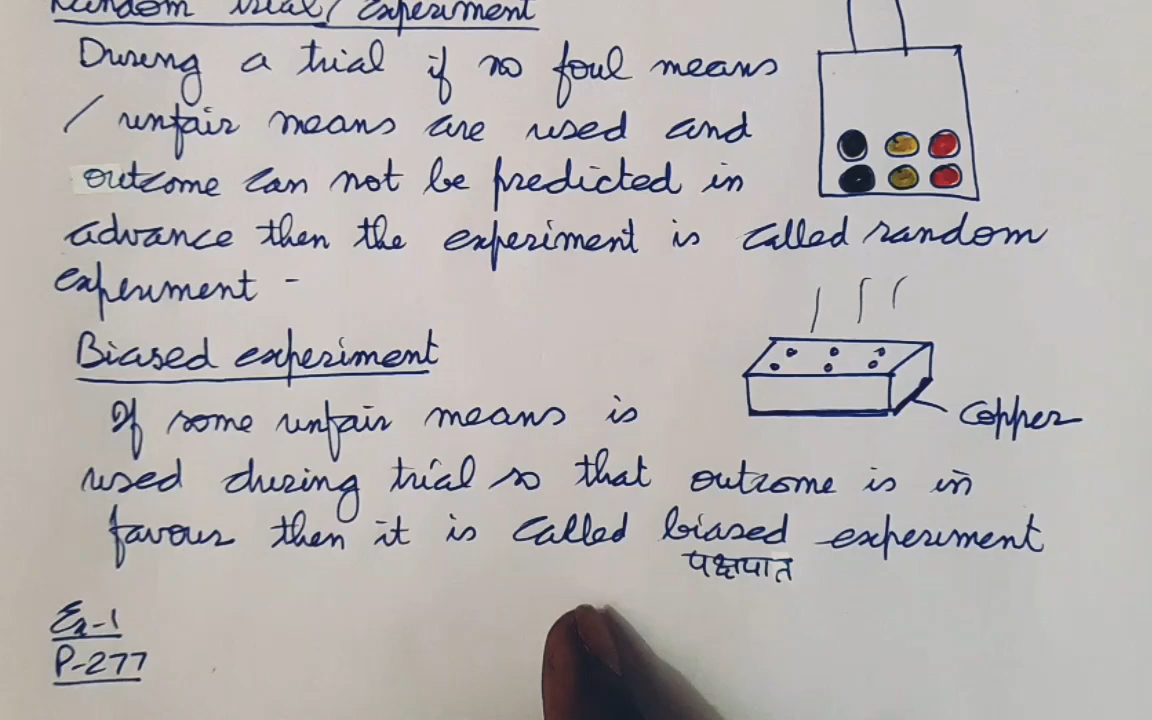 Random trial/Experiment
During a trial if no foul means
/ unfair means are used and
outcome can not be predicted in
advance then the experiment is called random
experiment -
Biased experiment
If some unfair means is
copper
used during trial so that outcome is in
favour then it is called biased experiment
पक्षपात
Ex-1
P-277